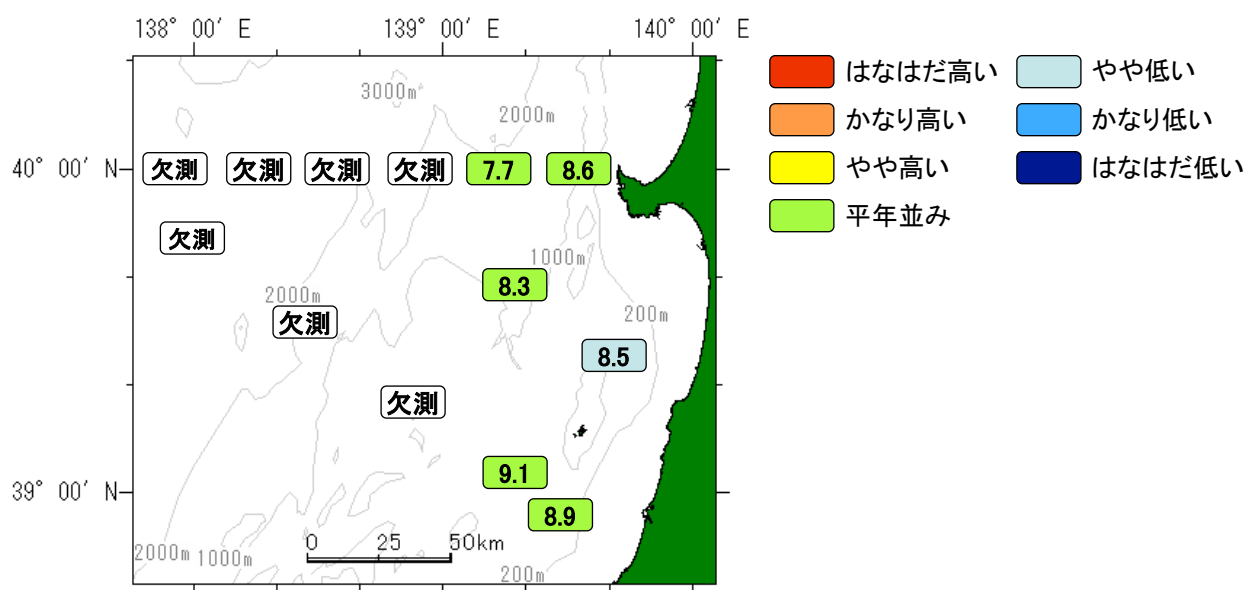 138° 00′ E 139° 00′ E 140° 00′ E
はなはだ高い やや低い
かなり高い かなり低い
やや高い はなはだ低い
平年並み
3000m
2000m
40° 00′ N
欠測 欠測 欠測 欠測 7.7 8.6
欠測
1000m
8.3
2000m
200m
欠測
8.5
欠測
9.1
39° 00′ N
8.9
0 25 50km
2000m
1000m
200m